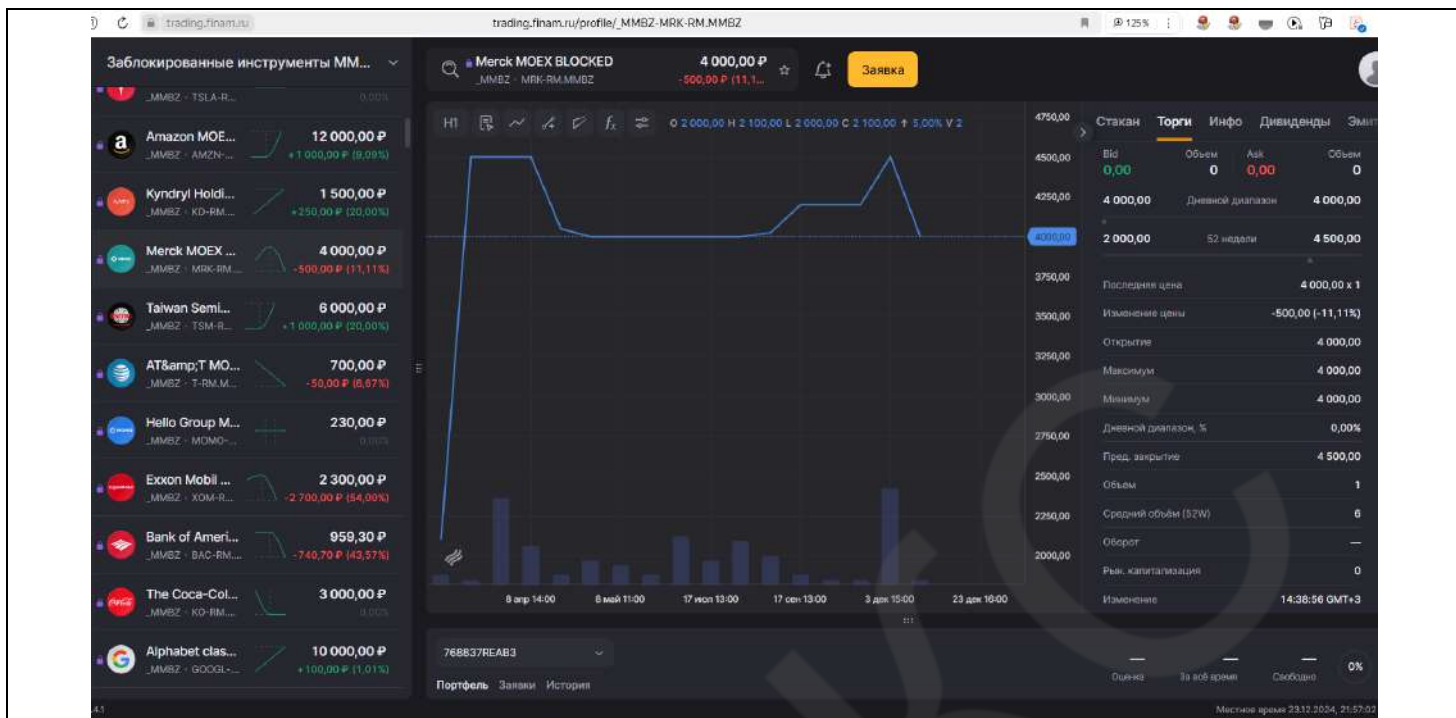 trading.finam.ru
trading.finam.ru/profile/_MMBZ-MRK-RM.MMBZ
125%
Заблокированные инструменты ММ...
Merck MOEX BLOCKED
4 000,00 ₽
_MMBZ · MRK-RM.MMBZ
-500,00 ₽ (11,1...
Заявка
_MMBZ · TSLA-R...
0,00%
Amazon MOE...
12 000,00 ₽
_MMBZ · AMZN-...
+1 000,00 ₽ (9,09%)
Kyndryl Holdi...
1 500,00 ₽
_MMBZ · KD-RM....
+250,00 ₽ (20,00%)
Merck MOEX ...
4 000,00 ₽
_MMBZ · MRK-RM....
-500,00 ₽ (11,11%)
Taiwan Semi...
6 000,00 ₽
_MMBZ · TSM-R...
+1 000,00 ₽ (20,00%)
AT&amp;T MO...
700,00 ₽
_MMBZ · T-RM.M...
-50,00 ₽ (6,67%)
Hello Group M...
230,00 ₽
_MMBZ · MOMO-...
0,00%
Exxon Mobil ...
2 300,00 ₽
_MMBZ · XOM-R...
-2 700,00 ₽ (54,00%)
Bank of Ameri...
959,30 ₽
_MMBZ · BAC-RM....
-740,70 ₽ (43,57%)
The Coca-Col...
3 000,00 ₽
_MMBZ · KO-RM....
0,00%
Alphabet clas...
10 000,00 ₽
_MMBZ · GOOGL-...
+100,00 ₽ (1,01%)
H1
O 2 000,00 H 2 100,00 L 2 000,00 C 2 100,00 ↑ 5,00% V 2
4750,00
4500,00
4250,00
4000,00
3750,00
3500,00
3250,00
3000,00
2750,00
2500,00
2250,00
2000,00
8 апр 14:00 8 май 11:00 17 июл 13:00 17 сен 13:00 3 дек 15:00 23 дек 16:00
Стакан Торги Инфо Дивиденды Эмит
Bid Объем Ask Объем
0,00 0 0,00 0
4 000,00 Дневной диапазон 4 000,00
2 000,00 52 недели 4 500,00
Последняя цена 4 000,00 x 1
Изменение цены -500,00 (-11,11%)
Открытие 4 000,00
Максимум 4 000,00
Минимум 4 000,00
Дневной диапазон, % 0,00%
Пред. закрытие 4 500,00
Объем 1
Средний объём (52W) 6
Оборот —
Рын. капитализация 0
Изменение 14:38:56 GMT+3
768837REAB3
Портфель Заявки История
— — — 0%
Оценка За всё время Свободно
4.1
Местное время 23.12.2024, 21:57:02